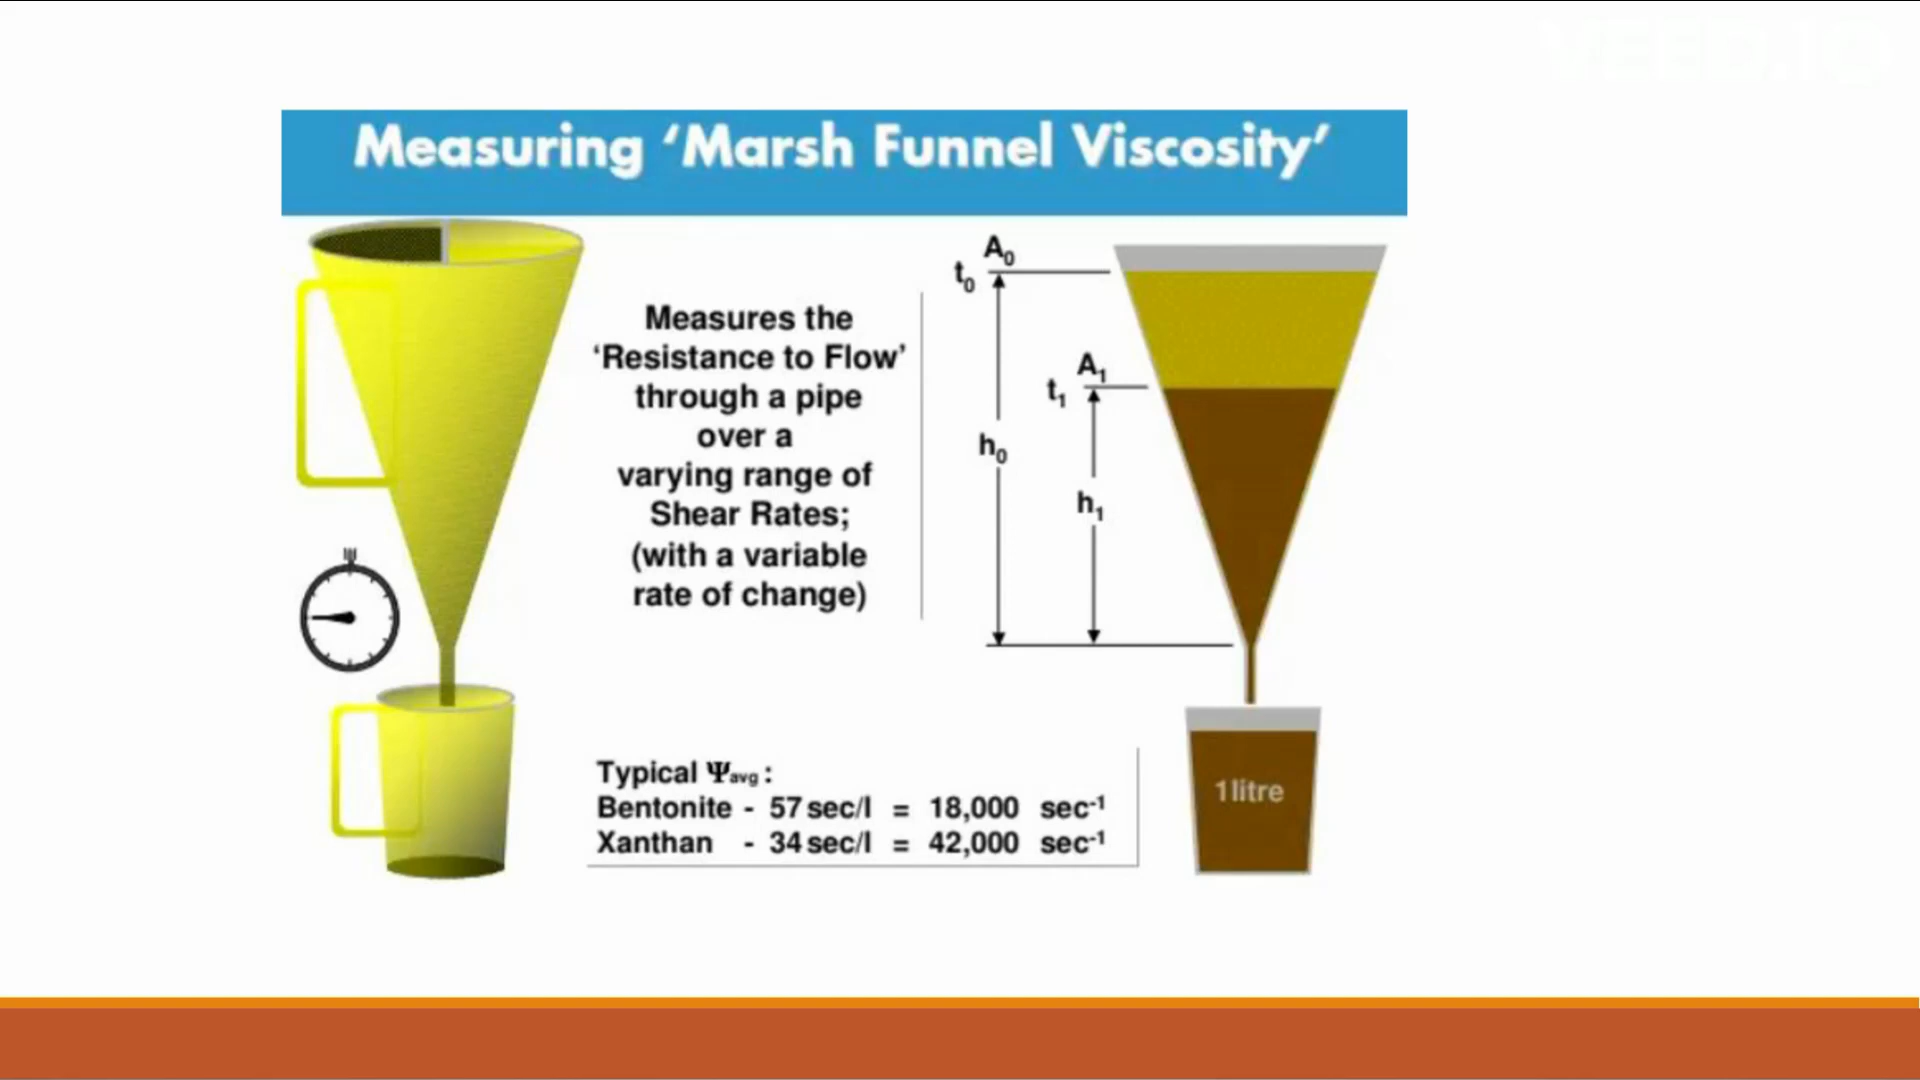 VEED.IO
Measuring ‘Marsh Funnel Viscosity’
Measures the
‘Resistance to Flow’
through a pipe
over a
varying range of
Shear Rates;
(with a variable
rate of change)
A₀
t₀
A₁
t₁
h₀
h₁
Typical Ψavg :
Bentonite - 57 sec/l = 18,000 sec⁻¹
Xanthan - 34 sec/l = 42,000 sec⁻¹
1 litre